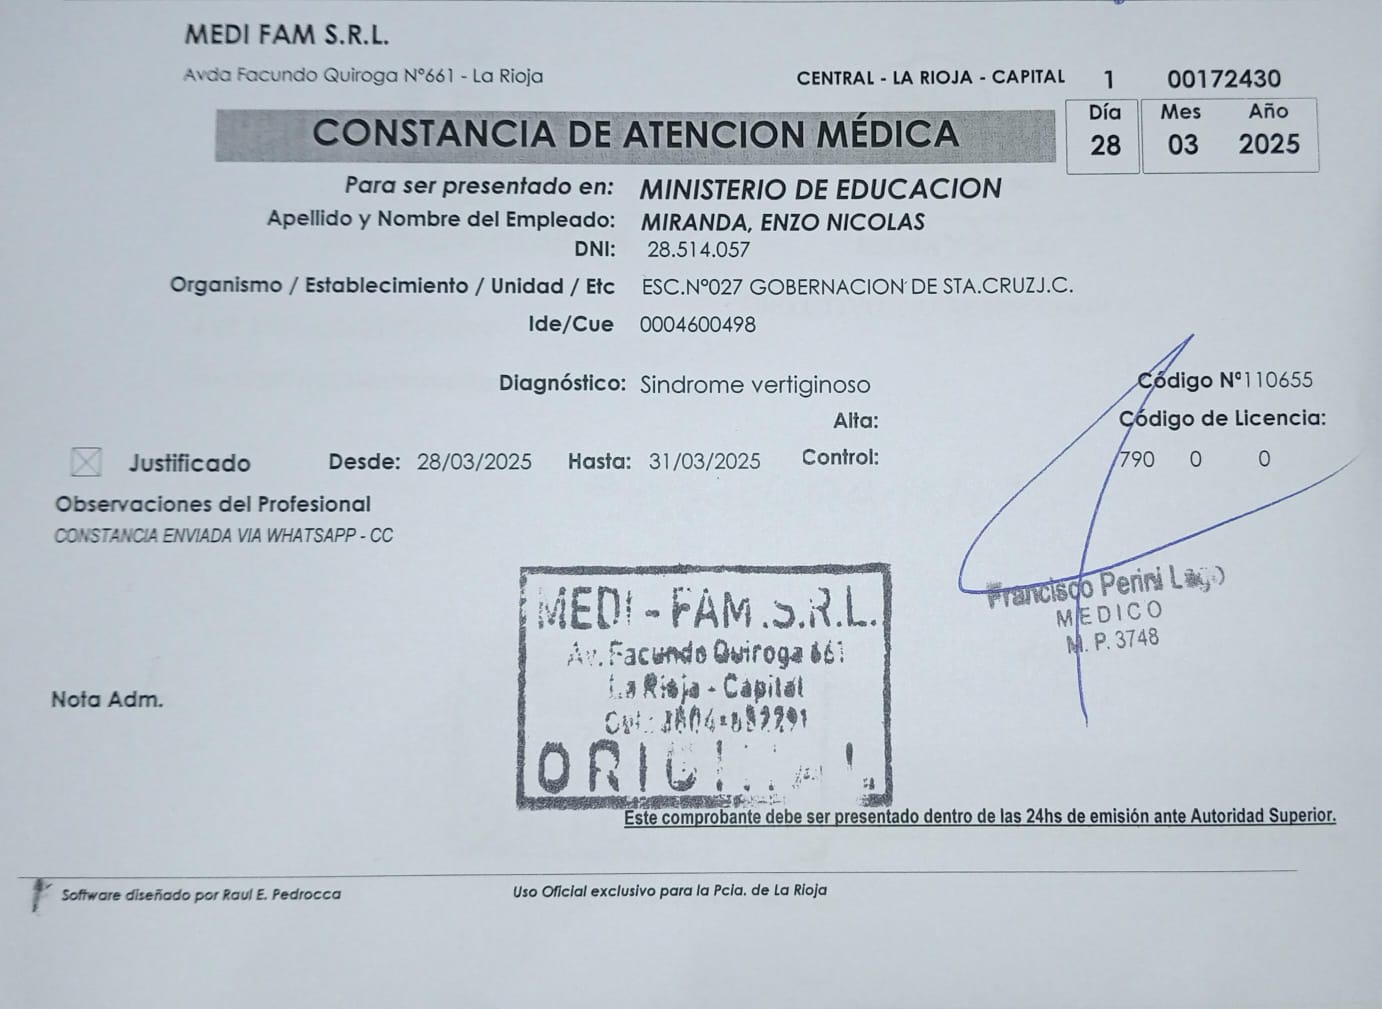 MEDI FAM S.R.L.
Avda Facundo Quiroga Nº661 - La Rioja
CENTRAL - LA RIOJA - CAPITAL 1 00172430
CONSTANCIA DE ATENCION MÉDICA
Día Mes Año
28 03 2025
Para ser presentado en: MINISTERIO DE EDUCACION
Apellido y Nombre del Empleado: MIRANDA, ENZO NICOLAS
DNI: 28.514.057
Organismo / Establecimiento / Unidad / Etc ESC.Nº027 GOBERNACION DE STA.CRUZJ.C.
Ide/Cue 0004600498
Diagnóstico: Sindrome vertiginoso
Código Nº110655
Alta:
Código de Licencia:
Justificado Desde: 28/03/2025 Hasta: 31/03/2025 Control:
790 0 0
Observaciones del Profesional
CONSTANCIA ENVIADA VIA WHATSAPP - CC
MEDI - FAM.S.R.L.
Av. Facundo Quiroga 661
La Rioja - Capital
Francisco Perini Lago
MEDICO
M. P. 3748
Nota Adm.
Este comprobante debe ser presentado dentro de las 24hs de emisión ante Autoridad Superior.
Software diseñado por Raul E. Pedrocca
Uso Oficial exclusivo para la Pcia. de La Rioja